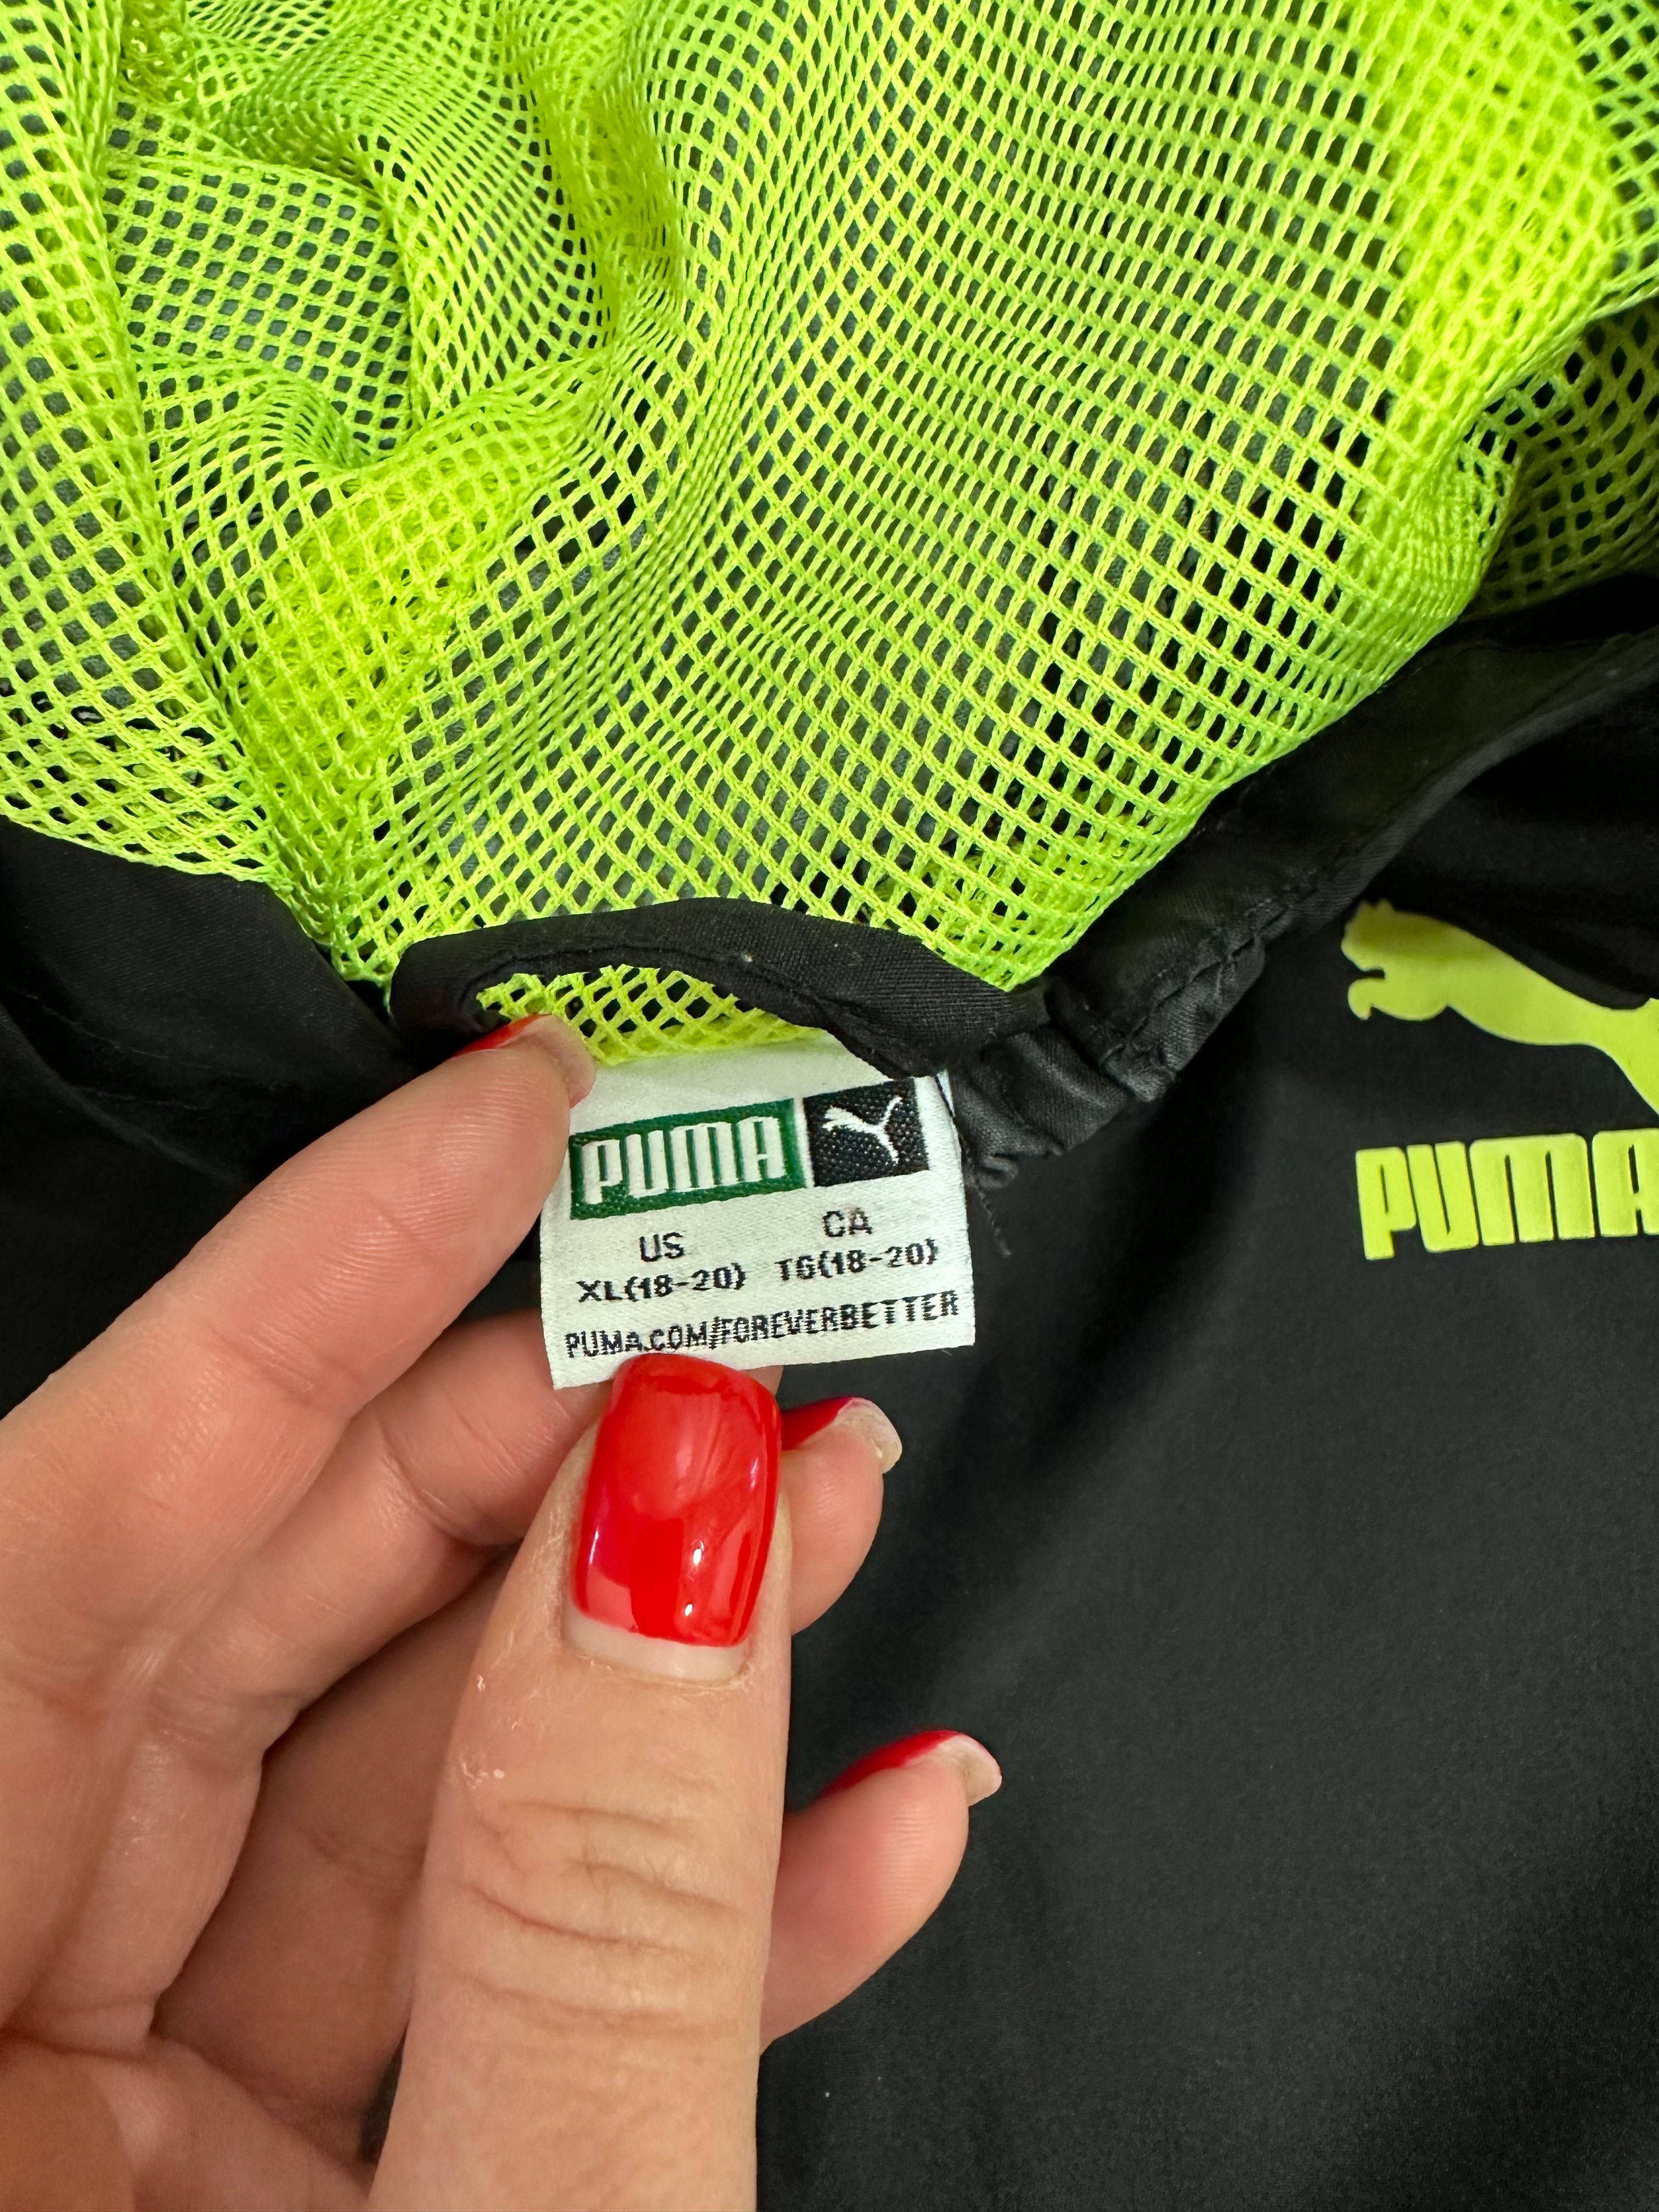 PUMA
US CA
XL(18-20) TG(18-20)
PUMA.COM/FOREVERBETTER
PUMA